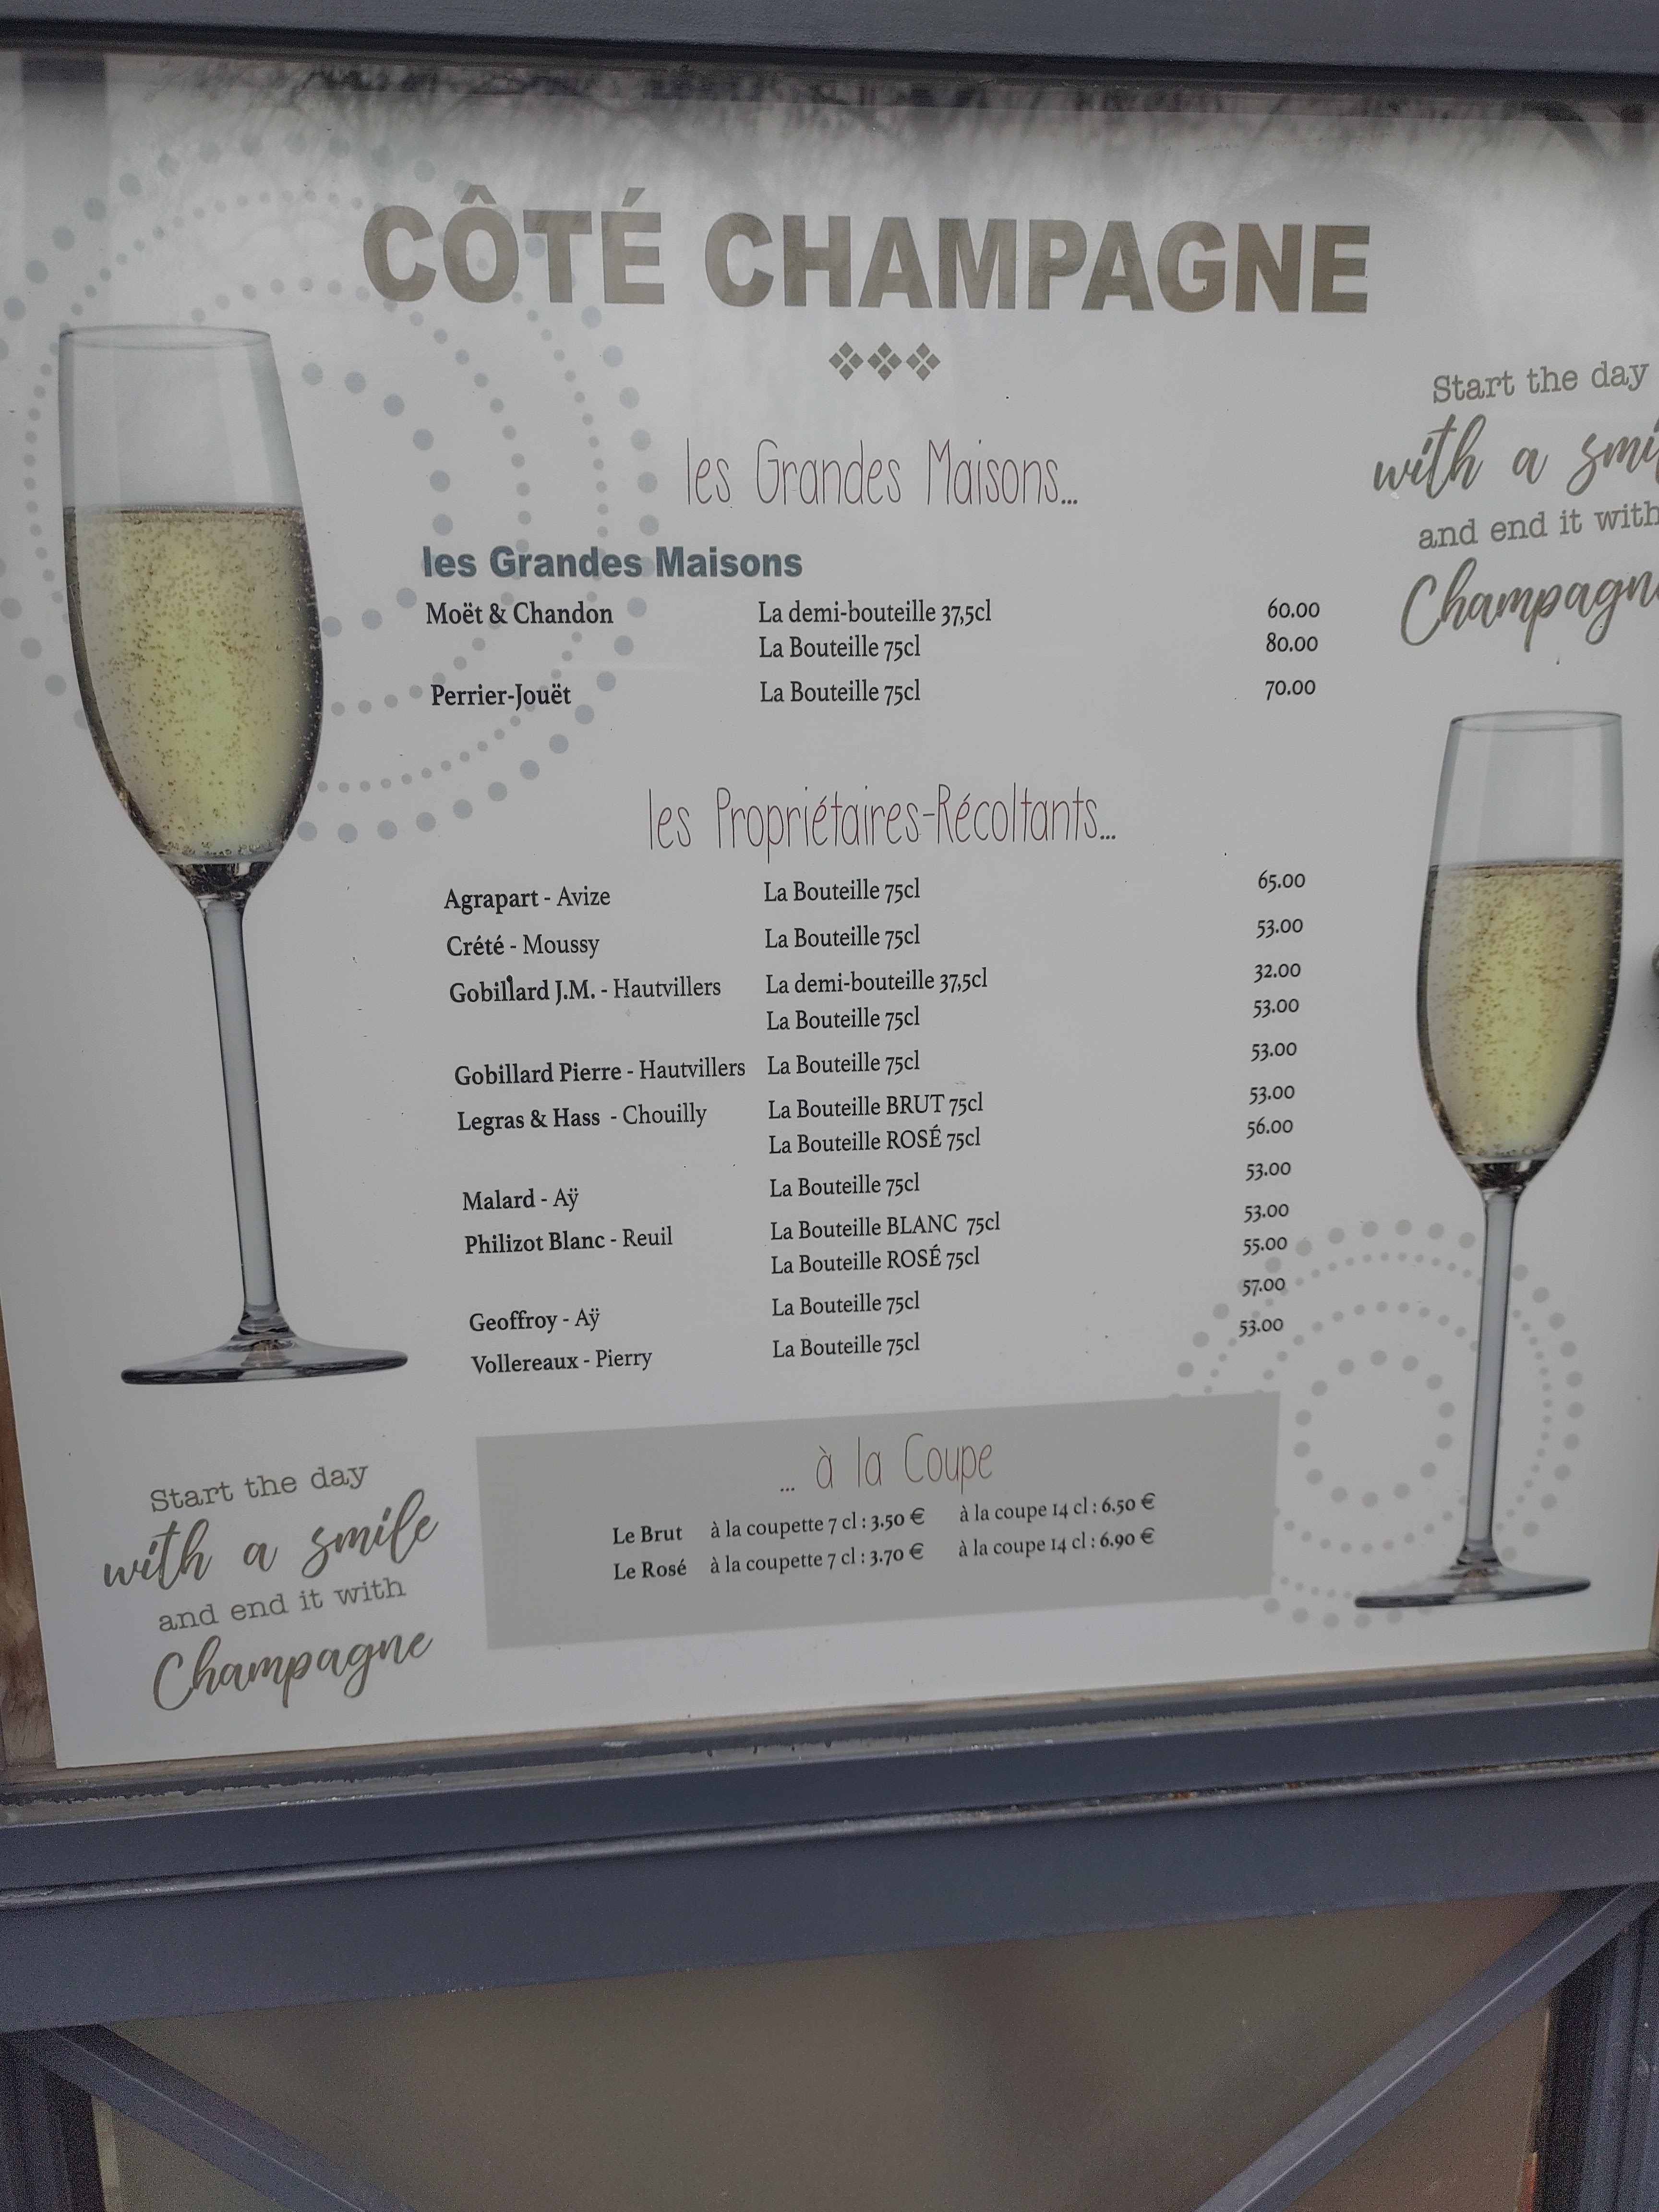 CÔTÉ CHAMPAGNE
Start the day
with a
and end it with
les Grandes Maisons...
les Grandes Maisons
Moët & Chandon La demi-bouteille 37,5cl 60.00
La Bouteille 75cl 80.00
Perrier-Jouët La Bouteille 75cl 70.00
les Propriétaires-Récoltants...
Agrapart - Avize La Bouteille 75cl 65.00
Crété - Moussy La Bouteille 75cl 53.00
Gobillard J.M. - Hautvillers La demi-bouteille 37,5cl 32.00
La Bouteille 75cl 53.00
Gobillard Pierre - Hautvillers La Bouteille 75cl 53.00
Legras & Hass - Chouilly La Bouteille BRUT 75cl 53.00
La Bouteille ROSÉ 75cl 56.00
Malard - Aÿ La Bouteille 75cl 53.00
Philizot Blanc - Reuil La Bouteille BLANC 75cl 53.00
La Bouteille ROSÉ 75cl 55.00
Geoffroy - Aÿ La Bouteille 75cl 57.00
Vollereaux - Pierry La Bouteille 75cl 53.00
... à la Coupe
Le Brut à la coupette 7 cl : 3.50 € à la coupe 14 cl : 6.50 €
Le Rosé à la coupette 7 cl : 3.70 € à la coupe 14 cl : 6.90 €
Start the day
with a smile
and end it with
Champagne